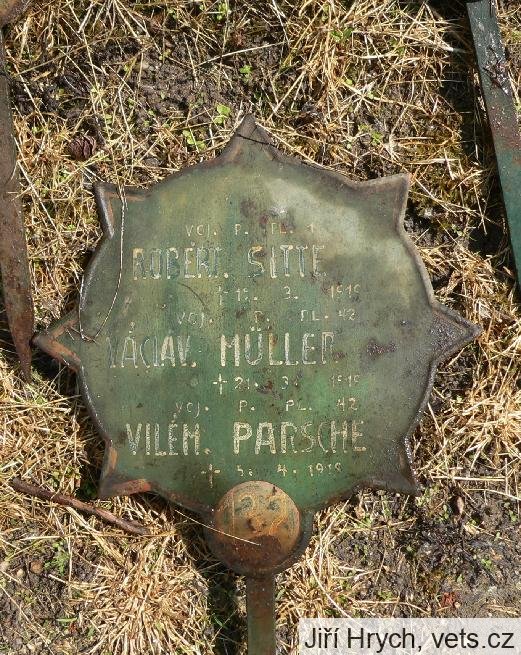 VOJ. P. PL. 1
ROBERT. SITTE
† 3. 1919
VOJ. P. PL. 42
VÁCLAV. MÜLLER
† 21. 3. 1919
VOJ. P. PL. 42
VILÉM. PARSCHE
† 5. 4. 1919
Jiří Hrych, vets.cz